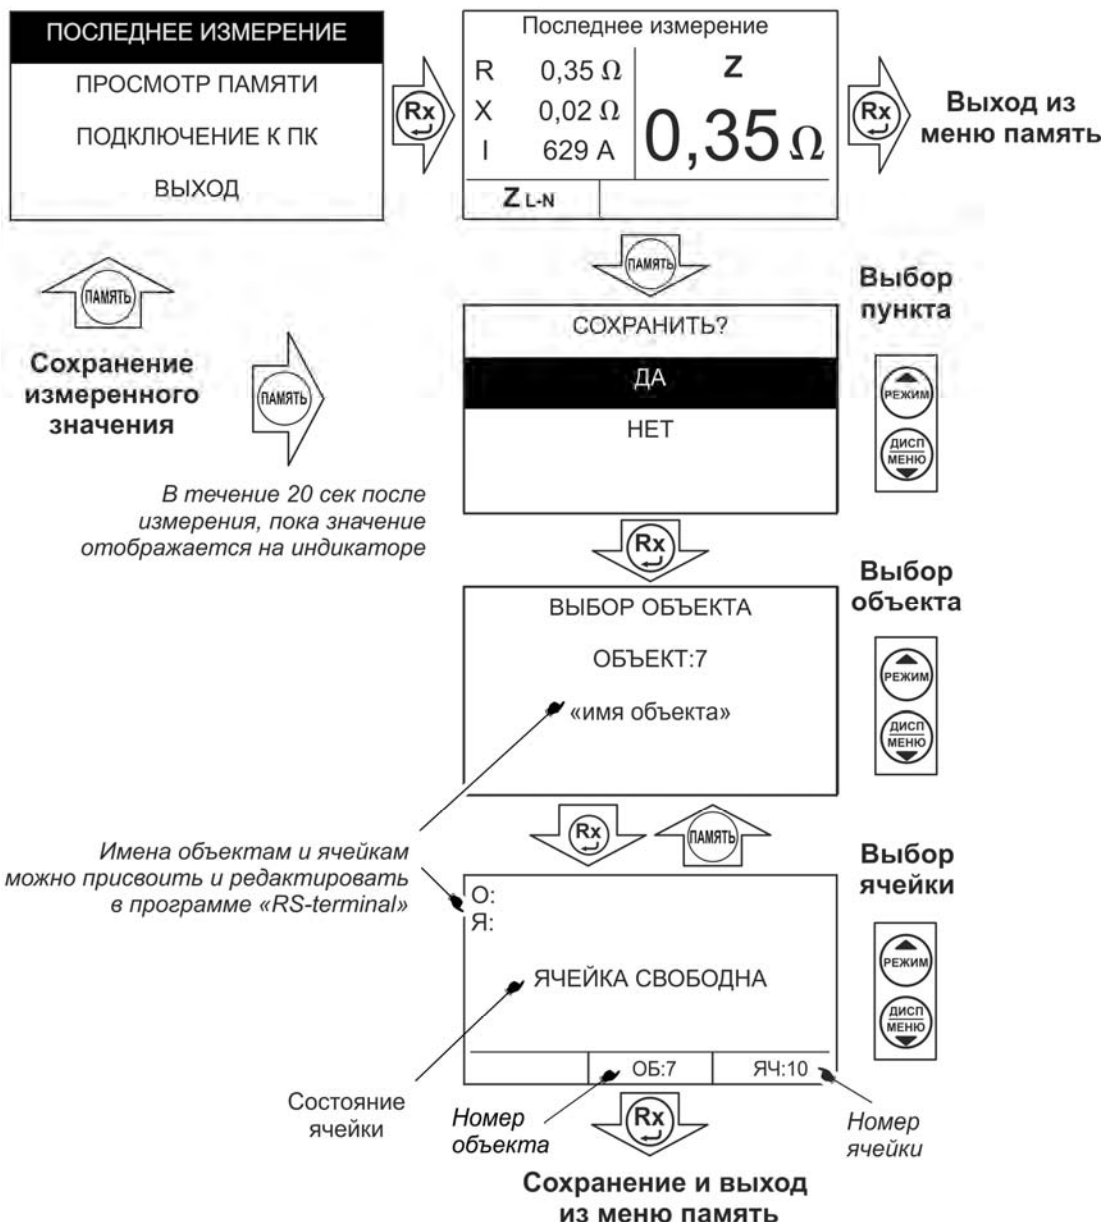 ПОСЛЕДНЕЕ ИЗМЕРЕНИЕ
ПРОСМОТР ПАМЯТИ
ПОДКЛЮЧЕНИЕ К ПК
ВЫХОД
Rx
Последнее измерение
R 0,35 Ω
X 0,02 Ω
I 629 А
Z
0,35 Ω
Z L-N
Rx
Выход из
меню память
ПАМЯТЬ
Сохранение
измеренного
значения
ПАМЯТЬ
В течение 20 сек после
измерения, пока значение
отображается на индикаторе
ПАМЯТЬ
СОХРАНИТЬ?
ДА
НЕТ
Выбор
пункта
РЕЖИМ
ДИСП
МЕНЮ
Rx
ВЫБОР ОБЪЕКТА
ОБЪЕКТ:7
«имя объекта»
Выбор
объекта
РЕЖИМ
ДИСП
МЕНЮ
Rx
ПАМЯТЬ
Имена объектам и ячейкам
можно присвоить и редактировать
в программе «RS-terminal»
О:
Я:
ЯЧЕЙКА СВОБОДНА
ОБ:7
ЯЧ:10
Выбор
ячейки
РЕЖИМ
ДИСП
МЕНЮ
Состояние
ячейки
Номер
объекта
Rx
Номер
ячейки
Сохранение и выход
из меню память